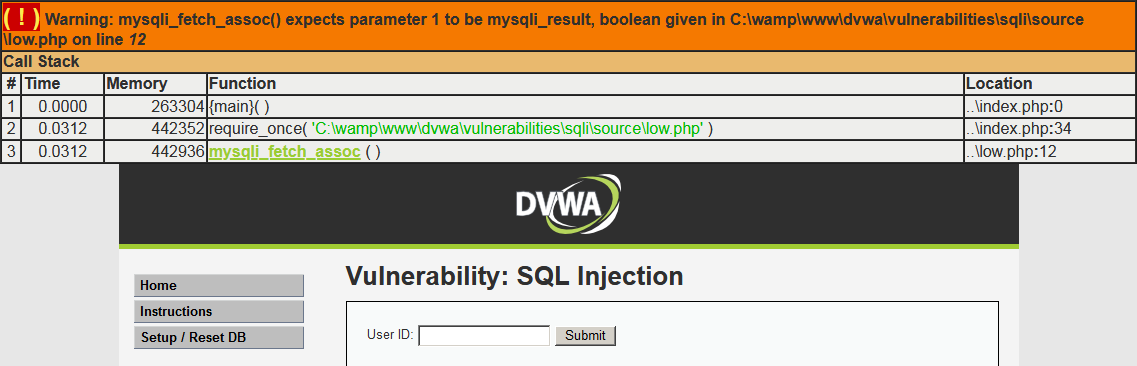 ( ! ) Warning: mysqli_fetch_assoc() expects parameter 1 to be mysqli_result, boolean given in C:\wamp\www\dvwa\vulnerabilities\sqli\source
\low.php on line 12
Call Stack
# Time Memory Function Location
1 0.0000 263304 {main}( ) ..\index.php:0
2 0.0312 442352 require_once( 'C:\wamp\www\dvwa\vulnerabilities\sqli\source\low.php' ) ..\index.php:34
3 0.0312 442936 mysqli_fetch_assoc ( ) ..\low.php:12
DVWA
Home
Instructions
Setup / Reset DB
Vulnerability: SQL Injection
User ID: Submit